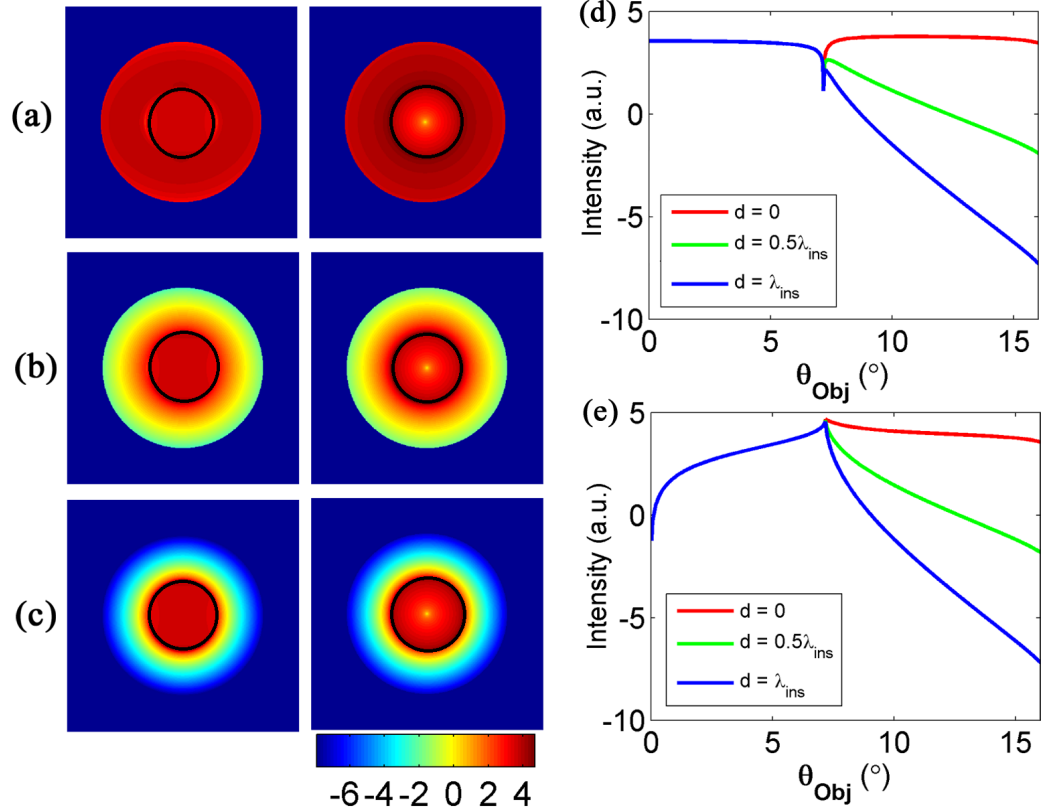 (a)
(b)
(c)
-6 -4 -2 0 2 4
(d)
5
0
-5
-10
Intensity (a.u.)
d = 0
d = 0.5λins
d = λins
0 5 10 15
θObj (°)
(e)
5
0
-5
-10
Intensity (a.u.)
d = 0
d = 0.5λins
d = λins
0 5 10 15
θObj (°)